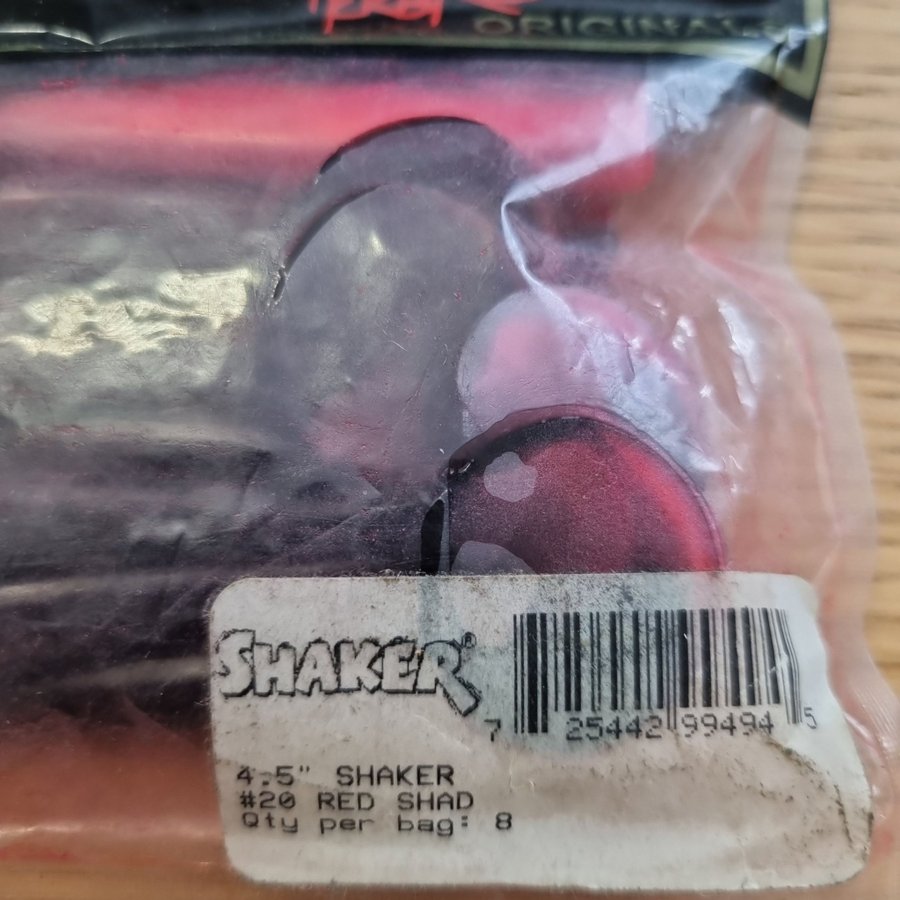 ORIGINALS
SHAKER®
7 25442 99494 5
4.5" SHAKER
#20 RED SHAD
Qty per bag: 8